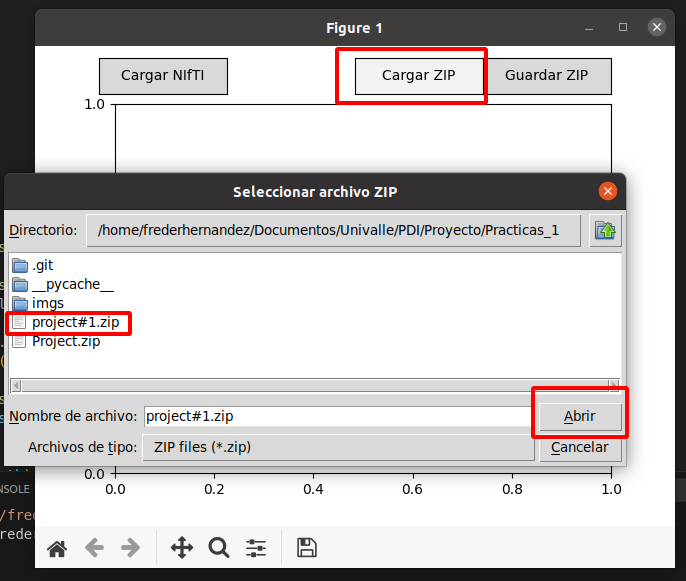 Figure 1
Cargar NIfTI
Cargar ZIP
Guardar ZIP
1.0
Seleccionar archivo ZIP
Directorio:
/home/frederhernandez/Documentos/Univalle/PDI/Proyecto/Practicas_1
.git
__pycache__
imgs
project#1.zip
Project.zip
Nombre de archivo: project#1.zip
Abrir
Archivos de tipo: ZIP files (*.zip)
Cancelar
0.0
0.0 0.2 0.4 0.6 0.8 1.0
ONSOLE
/fred
reder